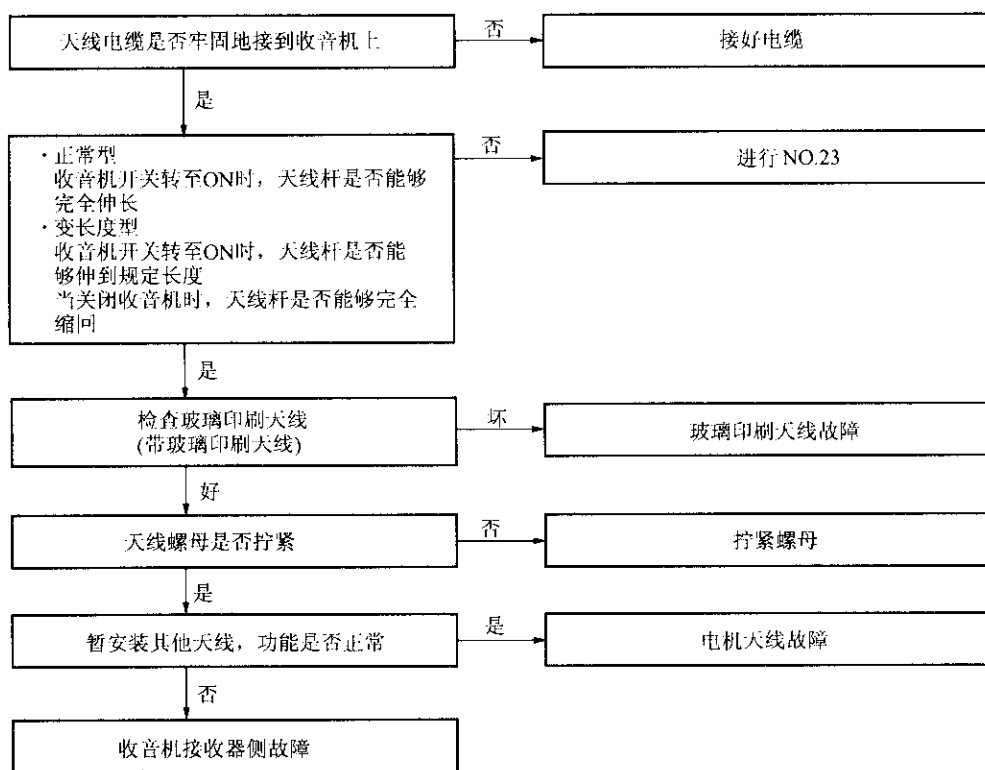 天线电缆是否牢固地接到收音机上
否
接好电缆
是
·正常型
收音机开关转至ON时，天线杆是否能够
完全伸长
·变长度型
收音机开关转至ON时，天线杆是否能
够伸到规定长度
当关闭收音机时，天线杆是否能够完全
缩回
否
进行NO.23
是
检查玻璃印刷天线
(带玻璃印刷天线)
坏
玻璃印刷天线故障
好
天线螺母是否拧紧
否
拧紧螺母
是
暂安装其他天线，功能是否正常
是
电机天线故障
否
收音机接收器侧故障